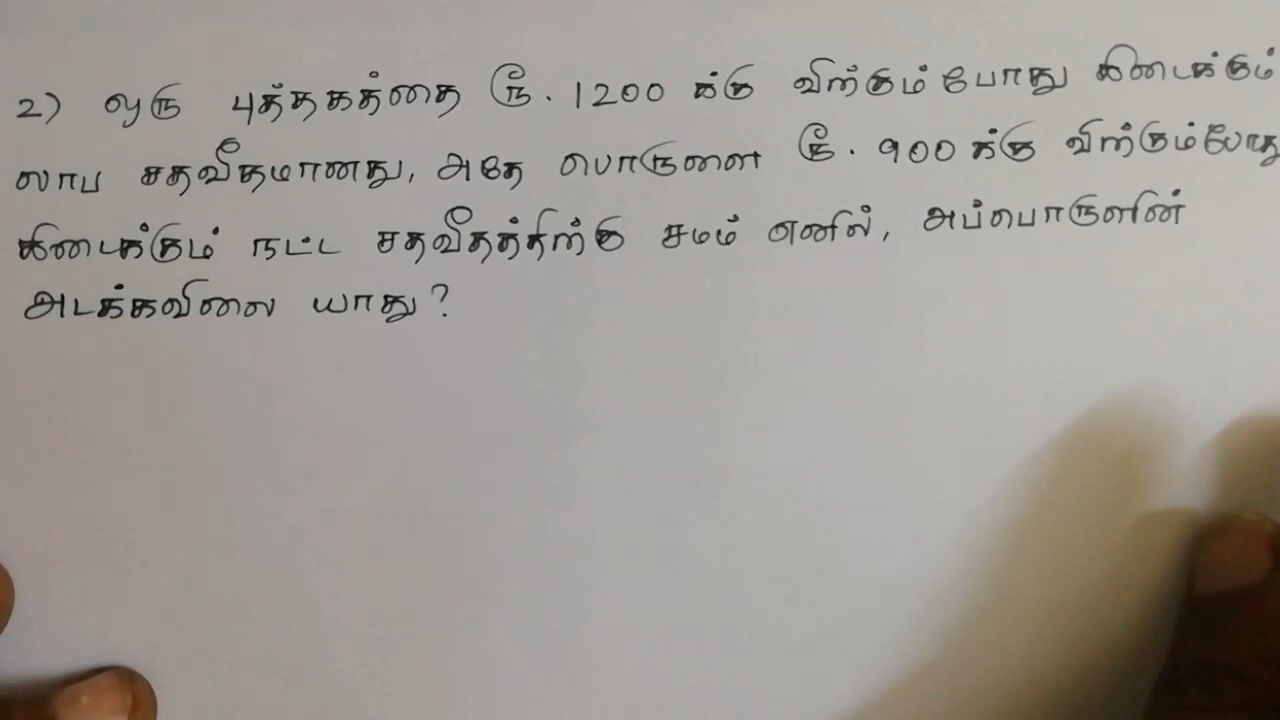 2) ஒரு புத்தகத்தை ரூ. 1200 க்கு விற்கும்போது கிடைக்கும்
லாப சதவீதமானது, அதே பொருளை ரூ. 900 க்கு விற்கும்போது
கிடைக்கும் நட்ட சதவீதத்திற்கு சமம் எனில், அப்பொருளின்
அடக்கவிலை யாது?